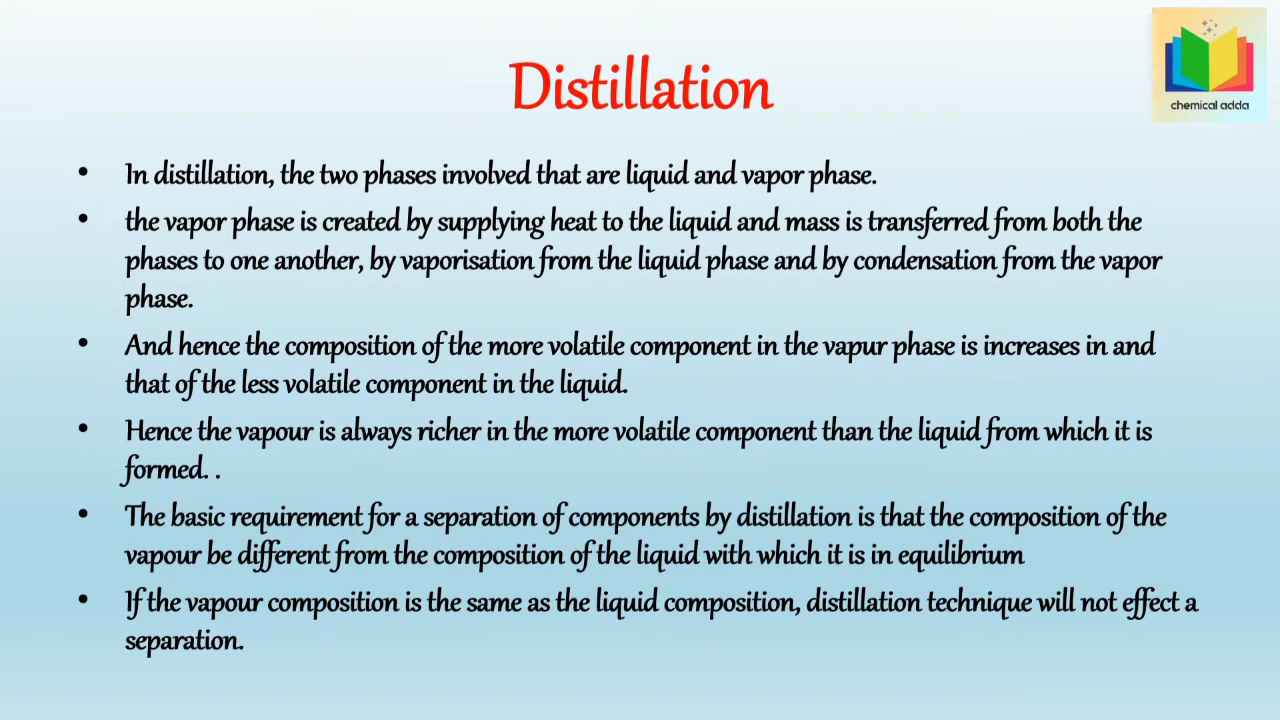 Distillation
chemical adda
• In distillation, the two phases involved that are liquid and vapor phase.
• the vapor phase is created by supplying heat to the liquid and mass is transferred from both the
phases to one another, by vaporisation from the liquid phase and by condensation from the vapor
phase.
• And hence the composition of the more volatile component in the vapur phase is increases in and
that of the less volatile component in the liquid.
• Hence the vapour is always richer in the more volatile component than the liquid from which it is
formed. .
• The basic requirement for a separation of components by distillation is that the composition of the
vapour be different from the composition of the liquid with which it is in equilibrium
• If the vapour composition is the same as the liquid composition, distillation technique will not effect a
separation.